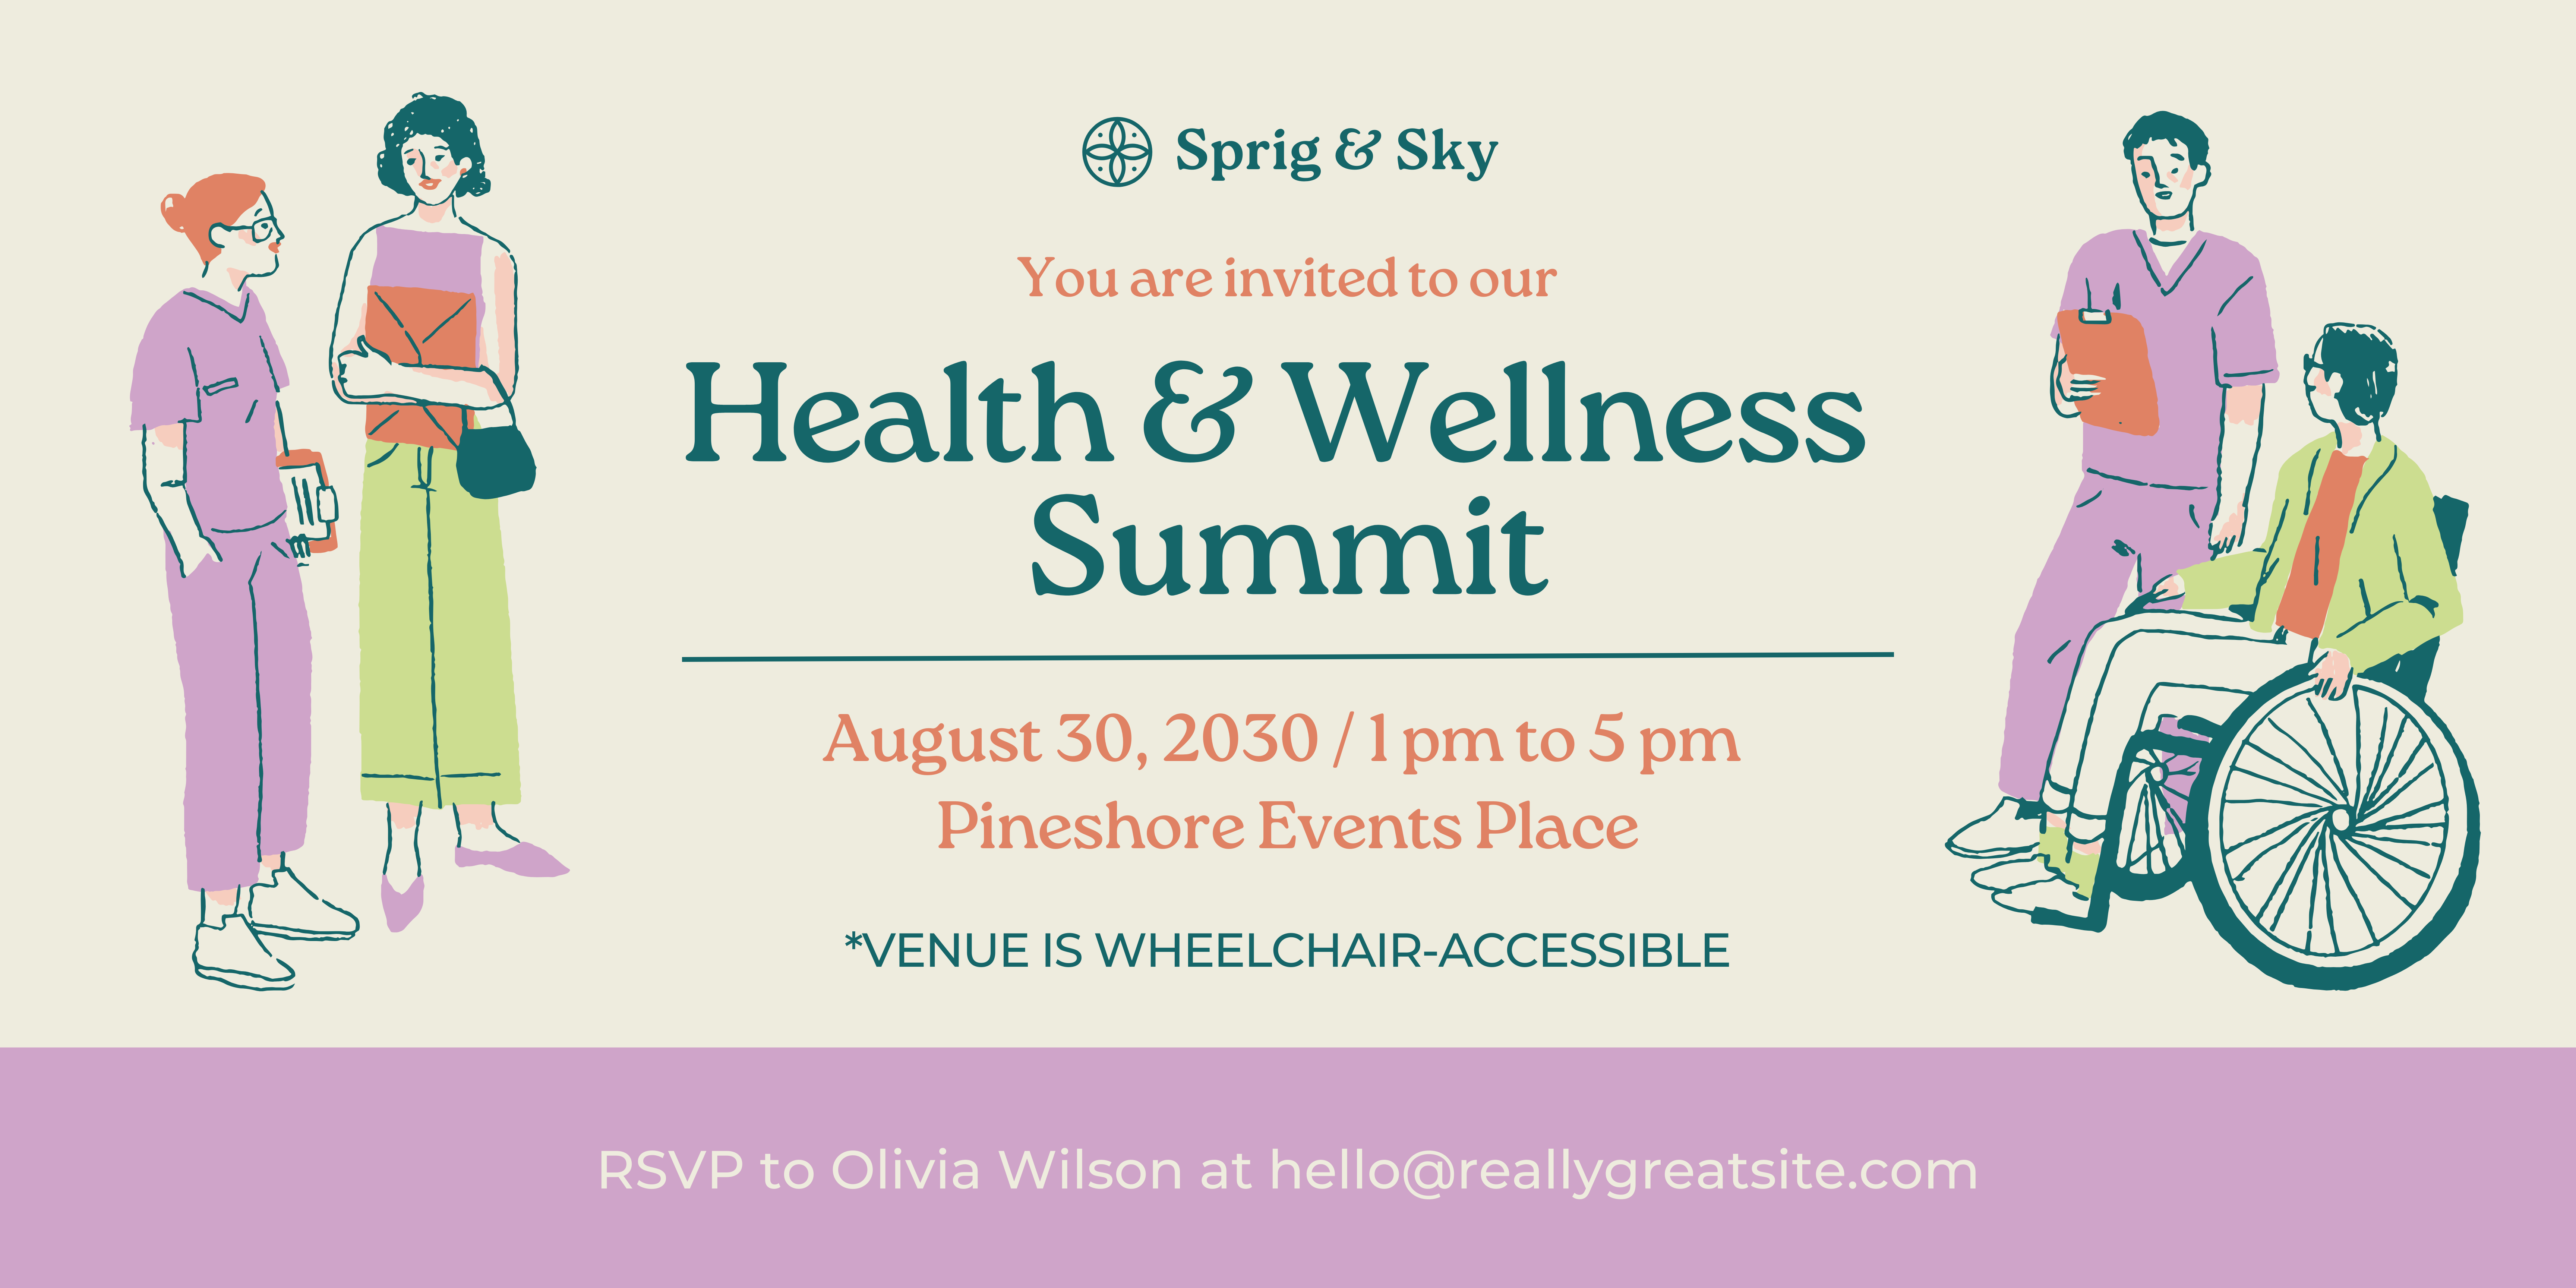 Sprig & Sky
You are invited to our
Health & Wellness
Summit
August 30, 2030 / 1 pm to 5 pm
Pineshore Events Place
*VENUE IS WHEELCHAIR-ACCESSIBLE
RSVP to Olivia Wilson at hello@reallygreatsite.com